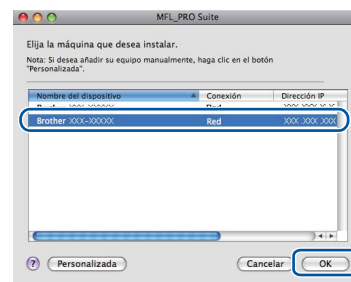 MFL_PRO Suite
Elija la máquina que desea instalar.
Nota: Si desea añadir su equipo manualmente, haga clic en el botón
"Personalizada".
Nombre del dispositivo Conexión Dirección IP
Brother XXX-XXXXX Red XXX.XXX.XXX
? Personalizada Cancelar OK